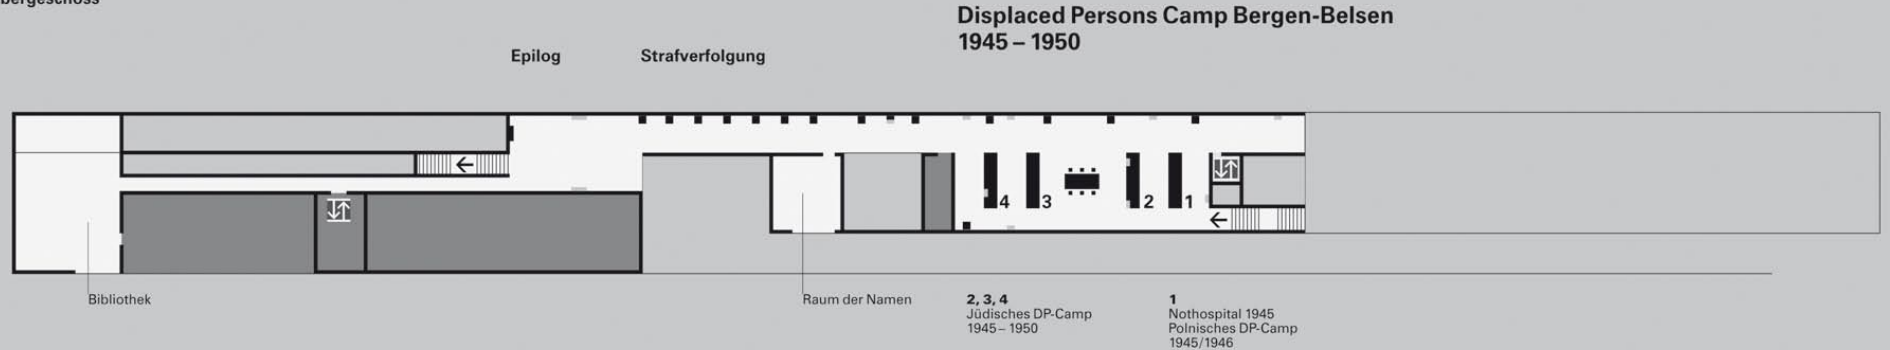 bergeschoss
Displaced Persons Camp Bergen-Belsen
1945 – 1950
Epilog
Strafverfolgung
4
3
2
1
Bibliothek
Raum der Namen
2, 3, 4
Jüdisches DP-Camp
1945 – 1950
1
Nothospital 1945
Polnisches DP-Camp
1945/1946